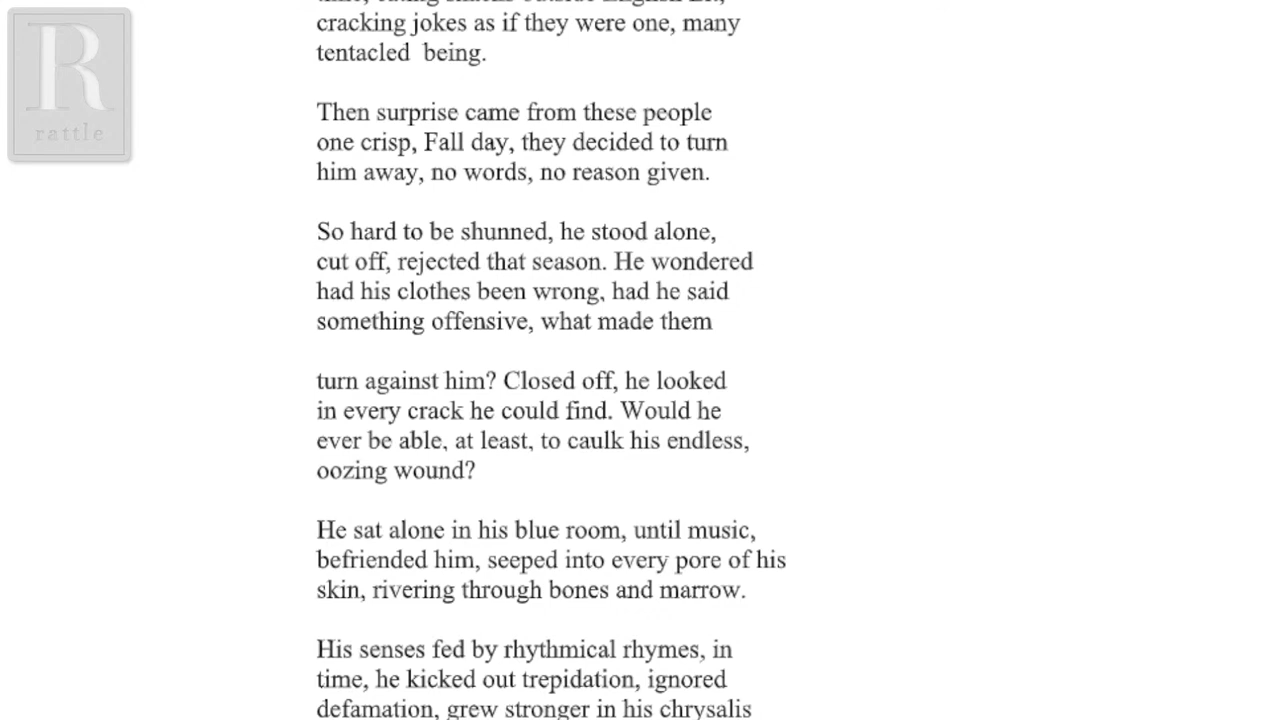 R
rattle
cracking jokes as if they were one, many
tentacled  being.
Then surprise came from these people
one crisp, Fall day, they decided to turn
him away, no words, no reason given.
So hard to be shunned, he stood alone,
cut off, rejected that season. He wondered
had his clothes been wrong, had he said
something offensive, what made them
turn against him? Closed off, he looked
in every crack he could find. Would he
ever be able, at least, to caulk his endless,
oozing wound?
He sat alone in his blue room, until music,
befriended him, seeped into every pore of his
skin, rivering through bones and marrow.
His senses fed by rhythmical rhymes, in
time, he kicked out trepidation, ignored
defamation, grew stronger in his chrysalis